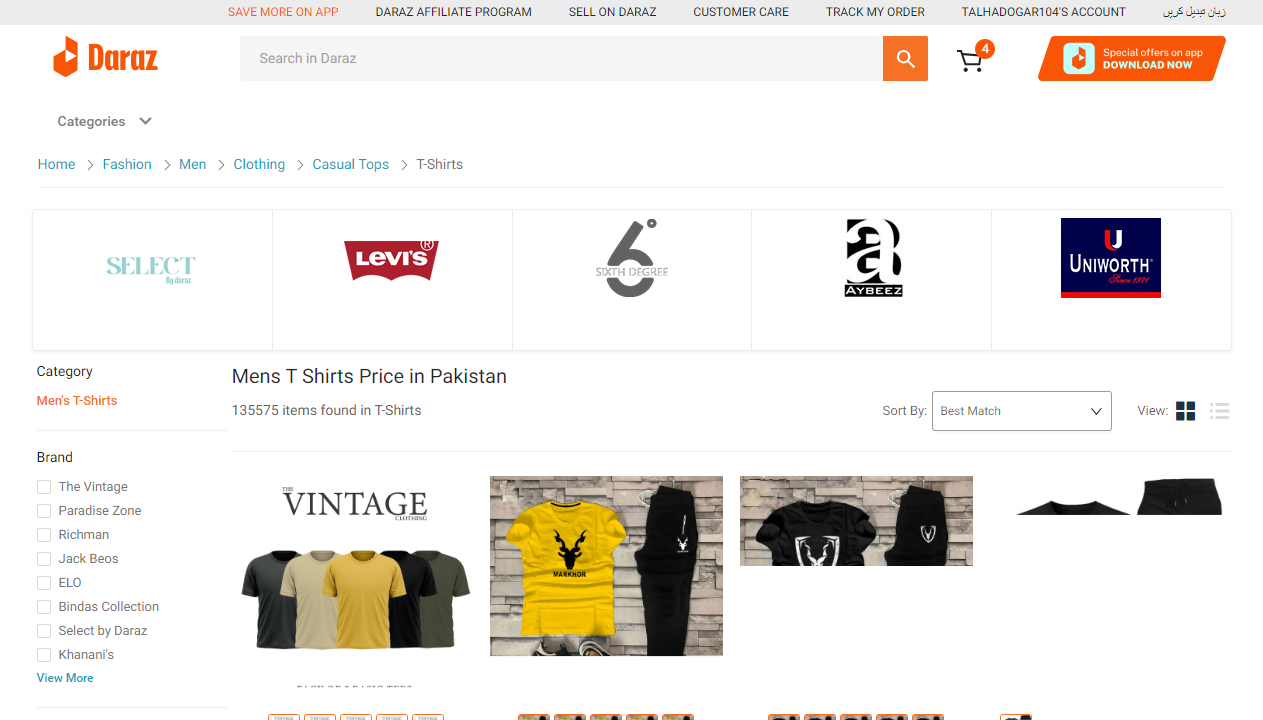 SAVE MORE ON APP DARAZ AFFILIATE PROGRAM SELL ON DARAZ CUSTOMER CARE TRACK MY ORDER TALHADOGAR104'S ACCOUNT زبان تبدیل کریں
Daraz
Search in Daraz
4
Special offers on app
DOWNLOAD NOW
Categories
Home Fashion Men Clothing Casual Tops T-Shirts
SELECT
By daraz
LEVI'S®
6°
SIXTH DEGREE
a
AYBEEZ
U
UNIWORTH
Since 1971
Category
Men's T-Shirts
Mens T Shirts Price in Pakistan
135575 items found in T-Shirts
Sort By: Best Match View:
Brand
The Vintage
Paradise Zone
Richman
Jack Beos
ELO
Bindas Collection
Select by Daraz
Khanani's
View More
THE
VINTAGE
CLOTHING
MARKHOR